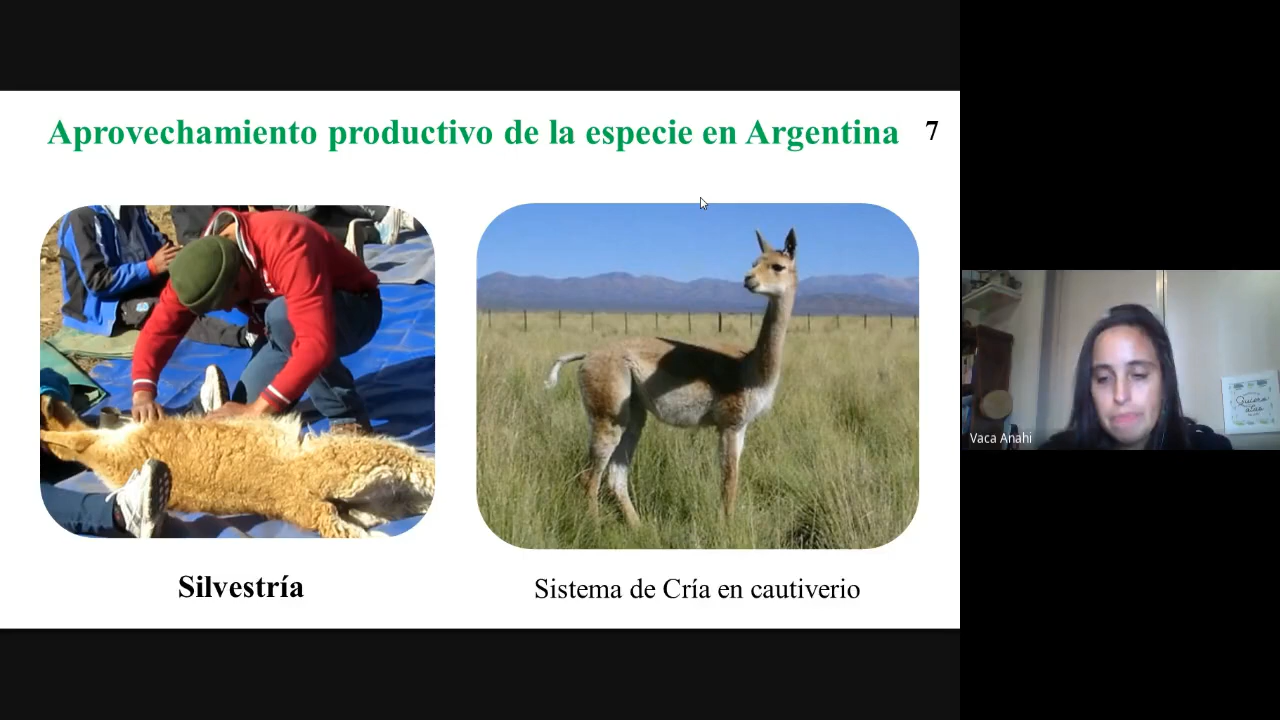 Aprovechamiento productivo de la especie en Argentina
7
Silvestría
Sistema de Cría en cautiverio
Vaca Anahi